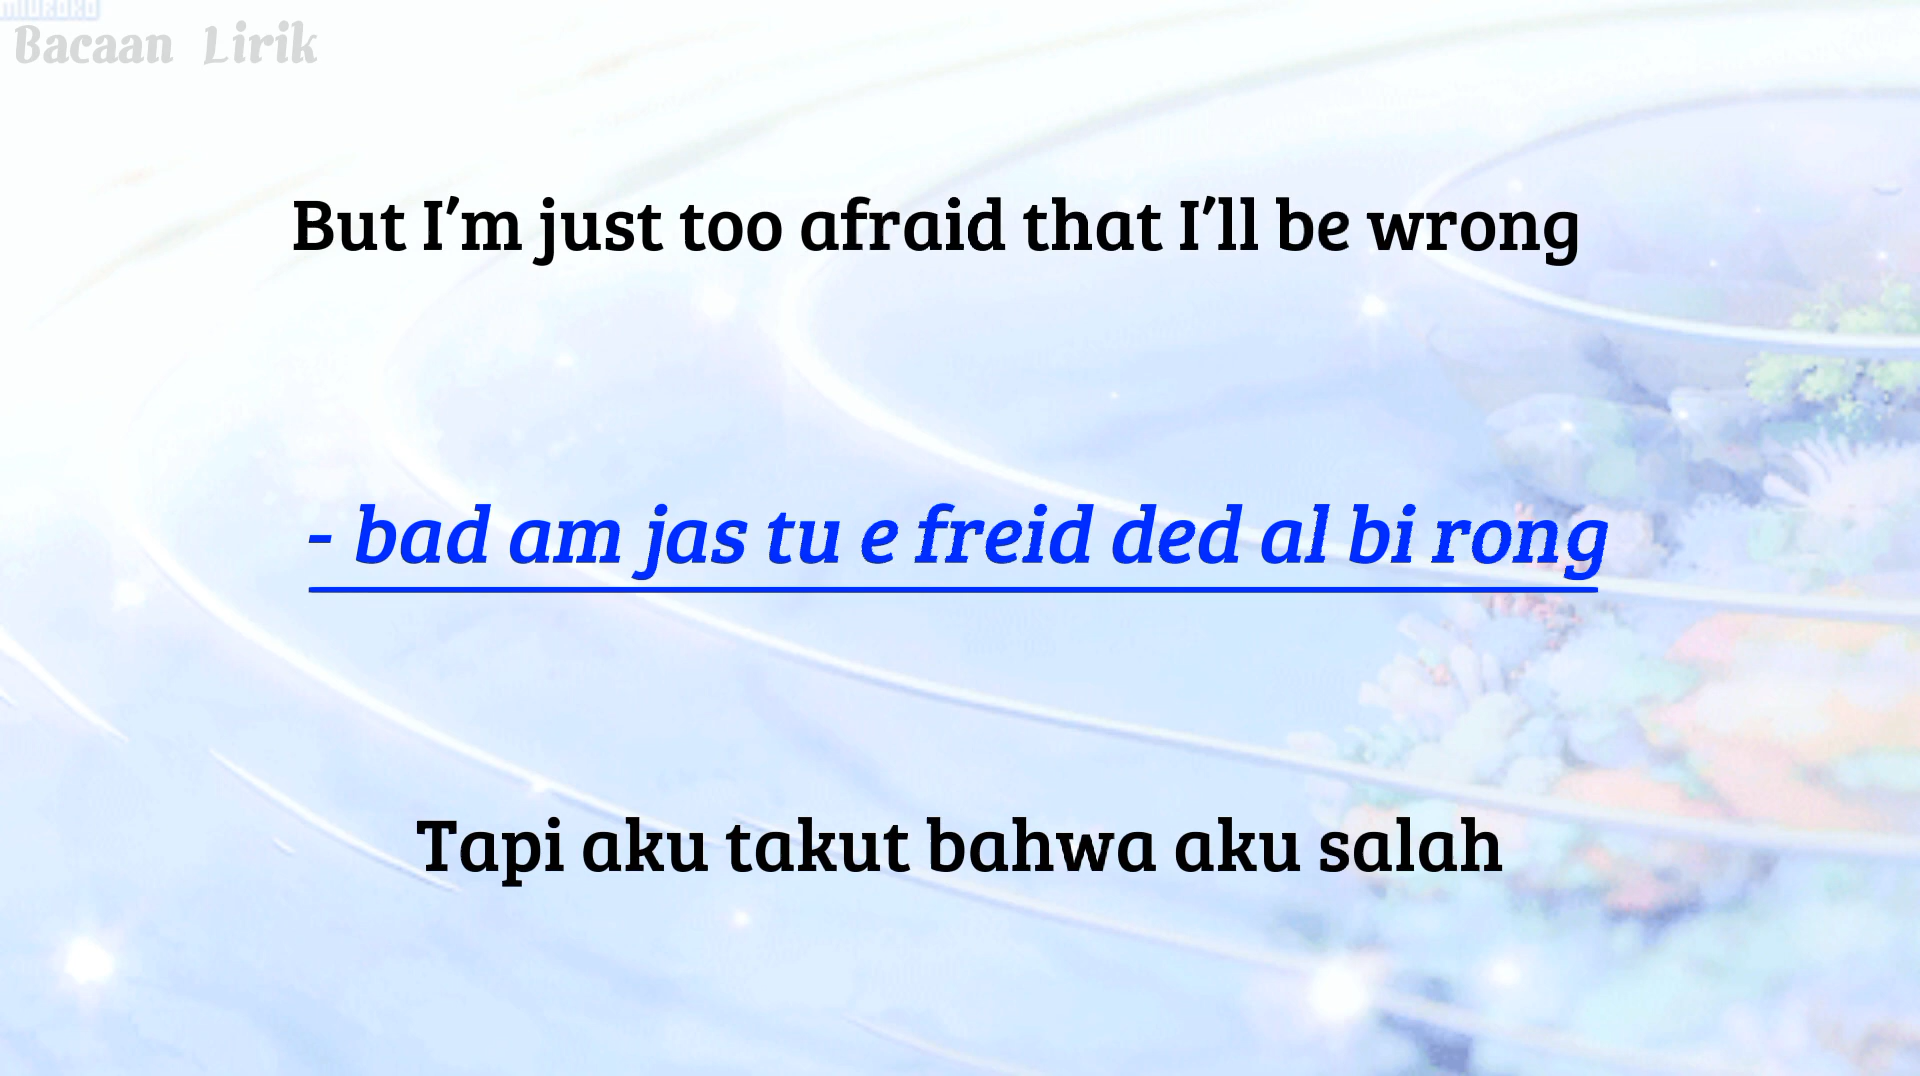 MIUROKO
Bacaan Lirik
But I'm just too afraid that I'll be wrong
- bad am jas tu e freid ded al bi rong
Tapi aku takut bahwa aku salah